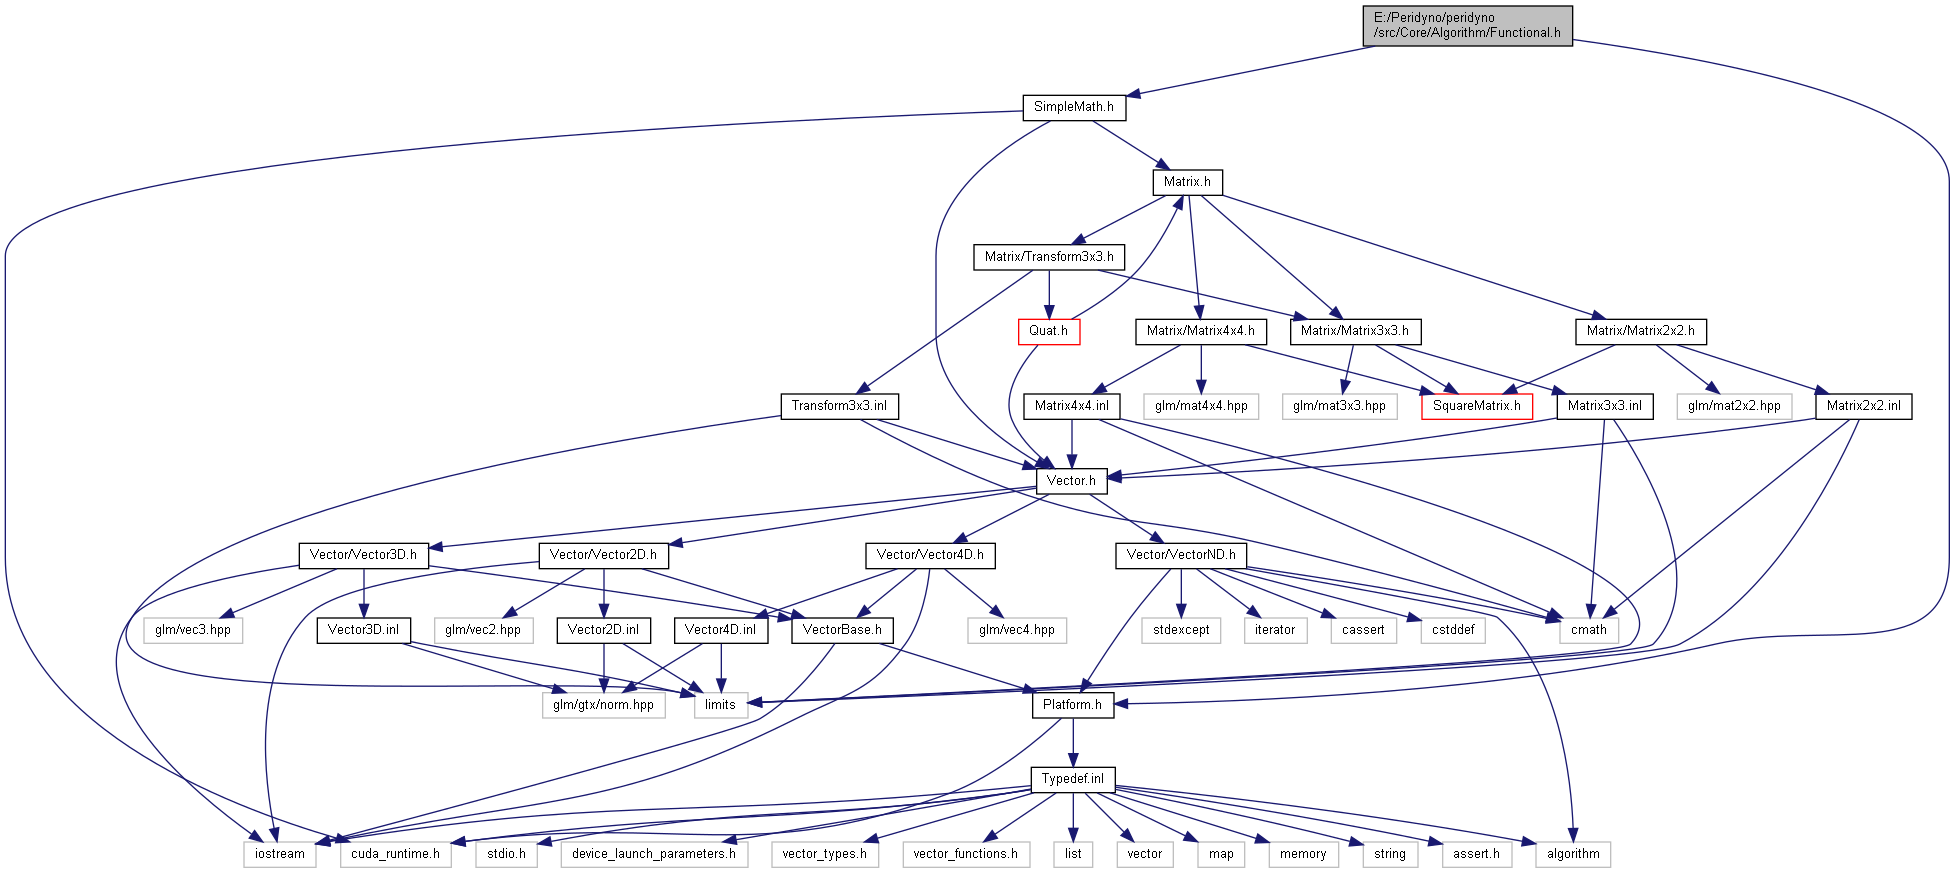 E:/Peridyno/peridyno
/src/Core/Algorithm/Functional.h
SimpleMath.h
Matrix.h
Matrix/Transform3x3.h
Quat.h
Matrix/Matrix4x4.h
Matrix/Matrix3x3.h
Matrix/Matrix2x2.h
Transform3x3.inl
Matrix4x4.inl
glm/mat4x4.hpp
glm/mat3x3.hpp
SquareMatrix.h
Matrix3x3.inl
glm/mat2x2.hpp
Matrix2x2.inl
Vector.h
Vector/Vector3D.h
Vector/Vector2D.h
Vector/Vector4D.h
Vector/VectorND.h
glm/vec3.hpp
Vector3D.inl
glm/vec2.hpp
Vector2D.inl
Vector4D.inl
VectorBase.h
glm/vec4.hpp
stdexcept
iterator
cassert
cstddef
cmath
glm/gtx/norm.hpp
limits
Platform.h
Typedef.inl
iostream
cuda_runtime.h
stdio.h
device_launch_parameters.h
vector_types.h
vector_functions.h
list
vector
map
memory
string
assert.h
algorithm